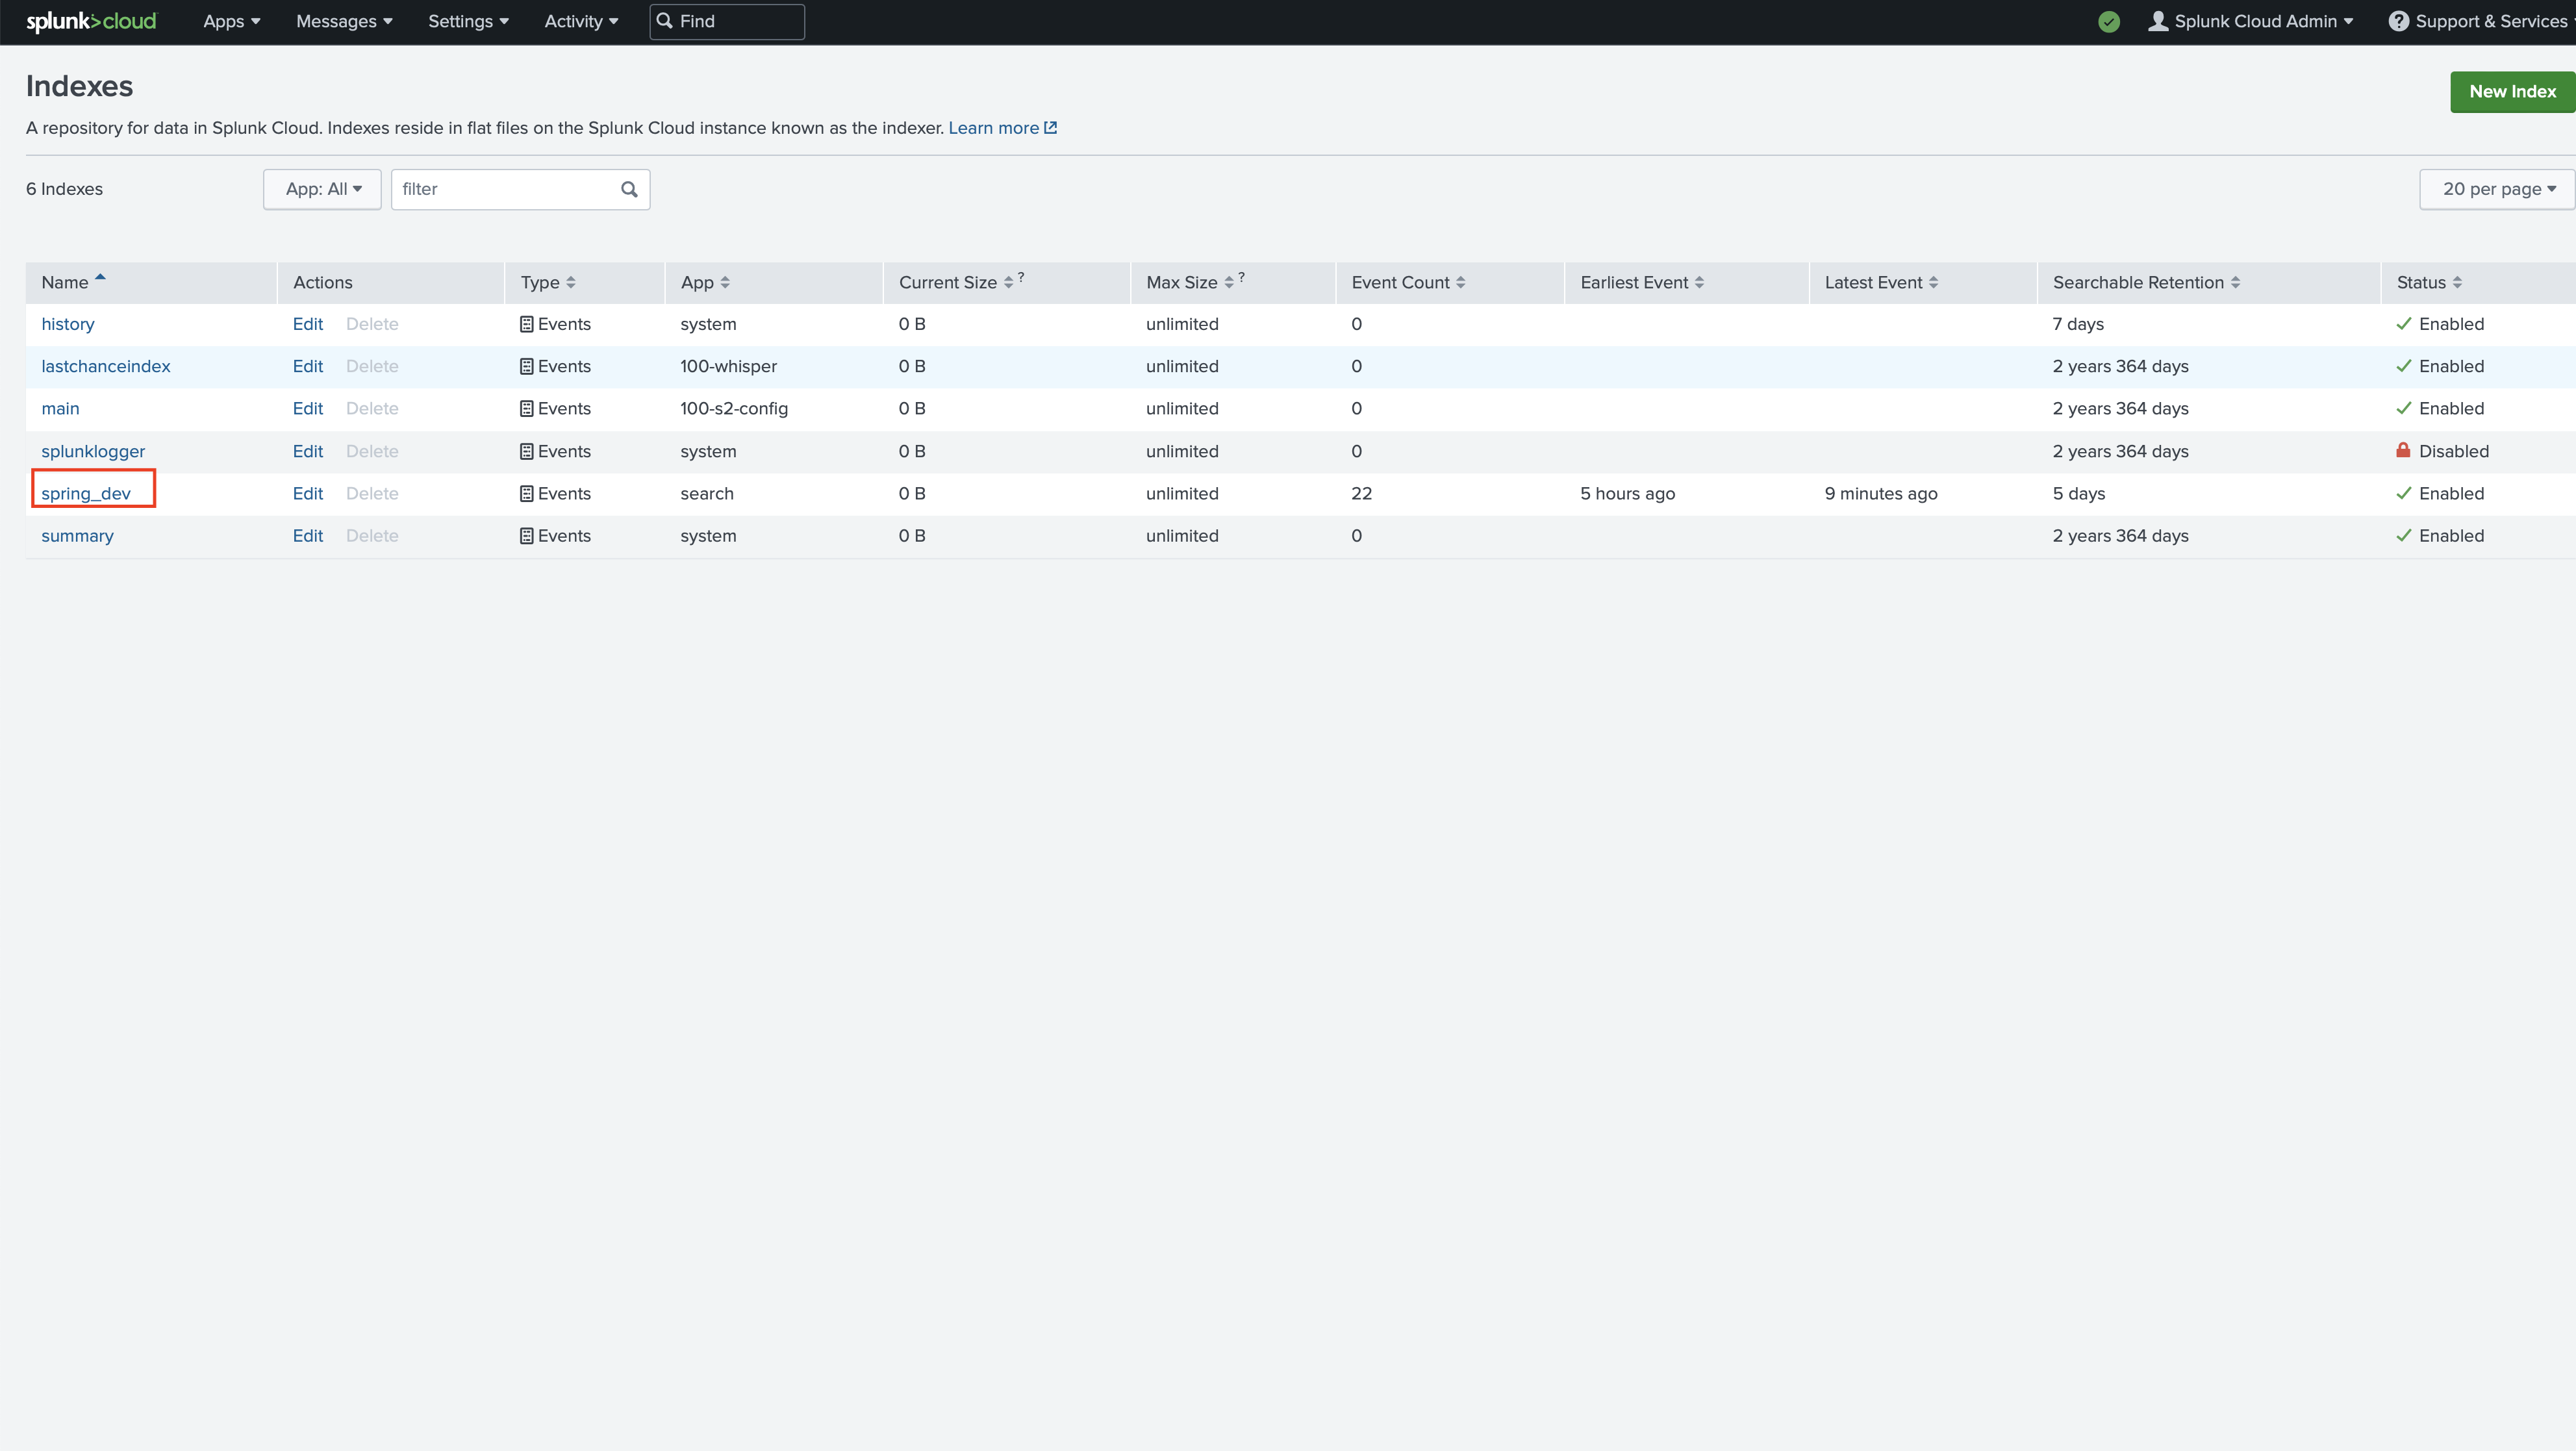 splunk>cloud Apps Messages Settings Activity Find Splunk Cloud Admin ? Support & Services
Indexes
New Index
A repository for data in Splunk Cloud. Indexes reside in flat files on the Splunk Cloud instance known as the indexer. Learn more
6 Indexes App: All filter 20 per page
Name Actions Type App Current Size ? Max Size ? Event Count Earliest Event Latest Event Searchable Retention Status
history Edit Delete Events system 0 B unlimited 0 7 days Enabled
lastchanceindex Edit Delete Events 100-whisper 0 B unlimited 0 2 years 364 days Enabled
main Edit Delete Events 100-s2-config 0 B unlimited 0 2 years 364 days Enabled
splunklogger Edit Delete Events system 0 B unlimited 0 2 years 364 days Disabled
spring_dev Edit Delete Events search 0 B unlimited 22 5 hours ago 9 minutes ago 5 days Enabled
summary Edit Delete Events system 0 B unlimited 0 2 years 364 days Enabled